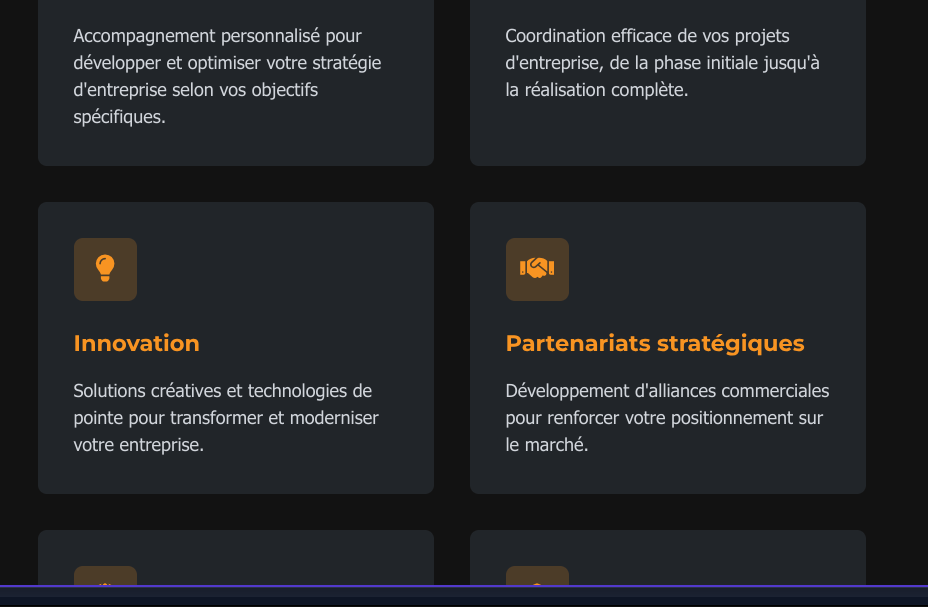 Accompagnement personnalisé pour
développer et optimiser votre stratégie
d'entreprise selon vos objectifs
spécifiques.
Coordination efficace de vos projets
d'entreprise, de la phase initiale jusqu'à
la réalisation complète.
Innovation
Solutions créatives et technologies de
pointe pour transformer et moderniser
votre entreprise.
Partenariats stratégiques
Développement d'alliances commerciales
pour renforcer votre positionnement sur
le marché.